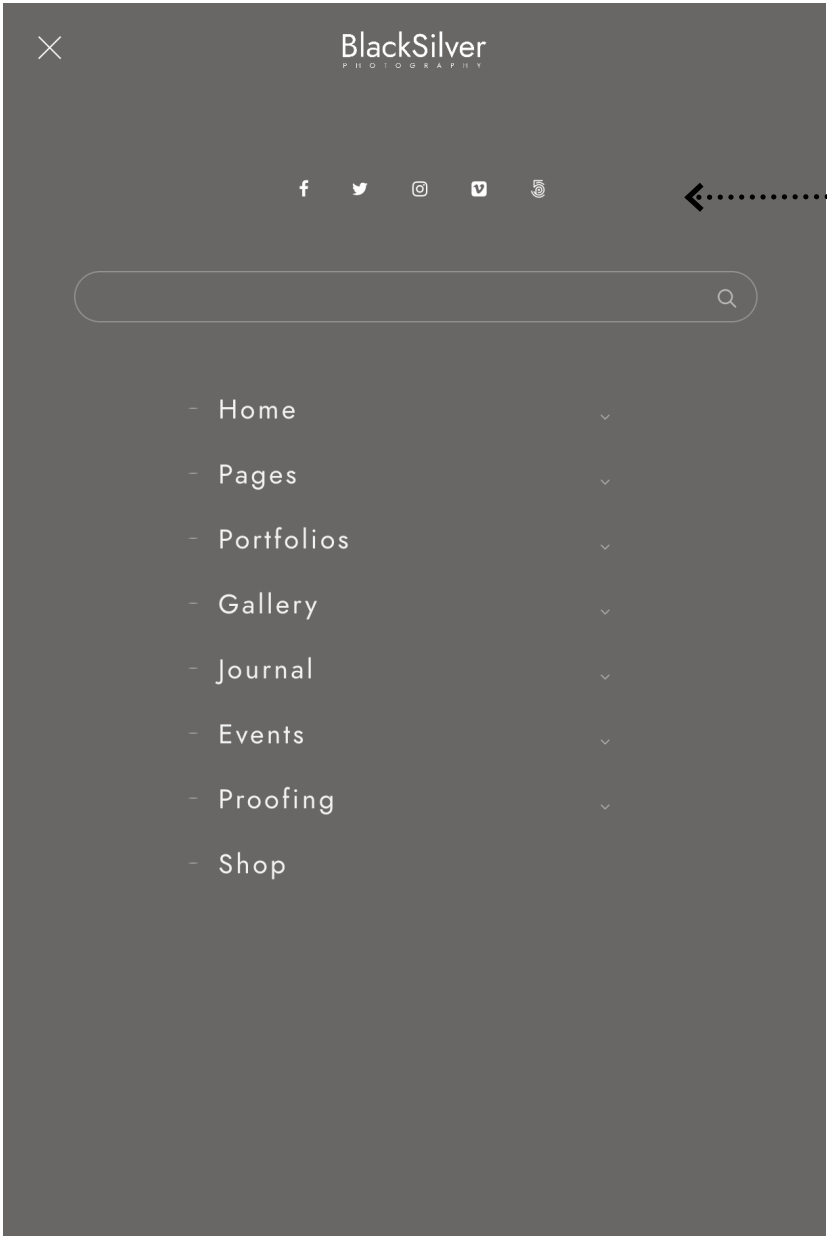 BlackSilver
PHOTOGRAPHY
Home
Pages
Portfolios
Gallery
Journal
Events
Proofing
Shop